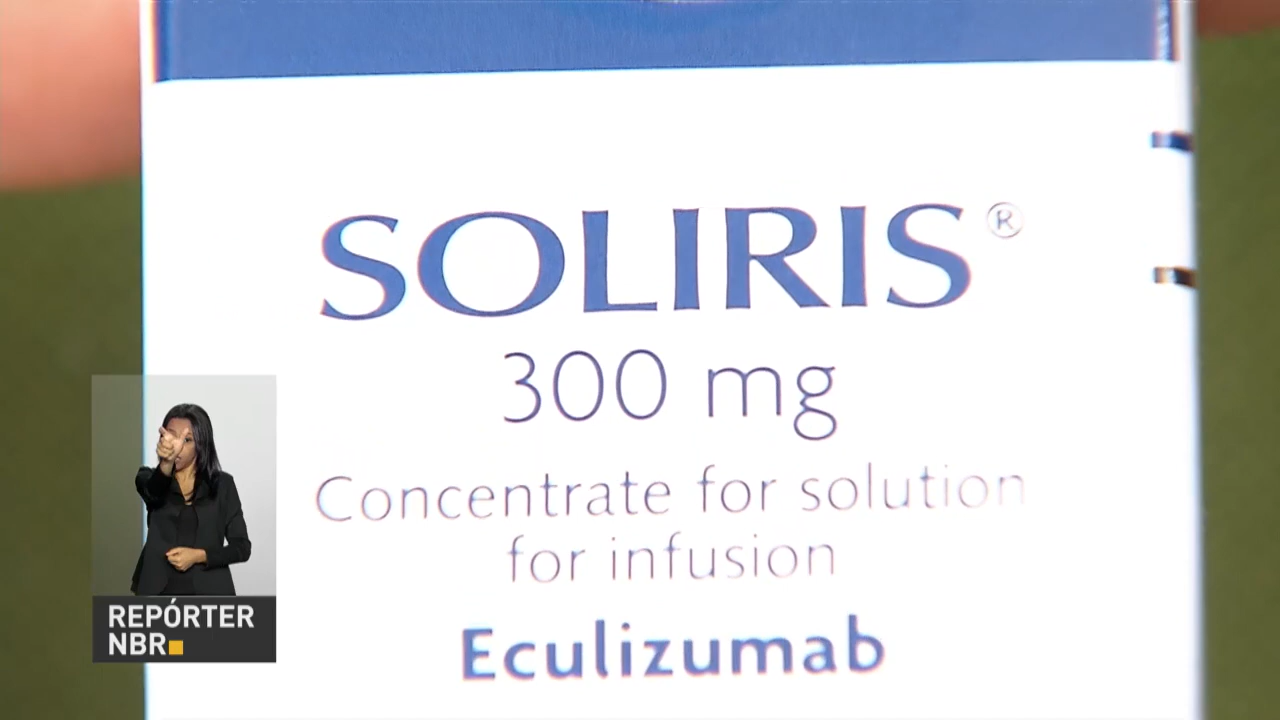 SOLIRIS®
300 mg
Concentrate for solution
for infusion
Eculizumab
REPÓRTER
NBR